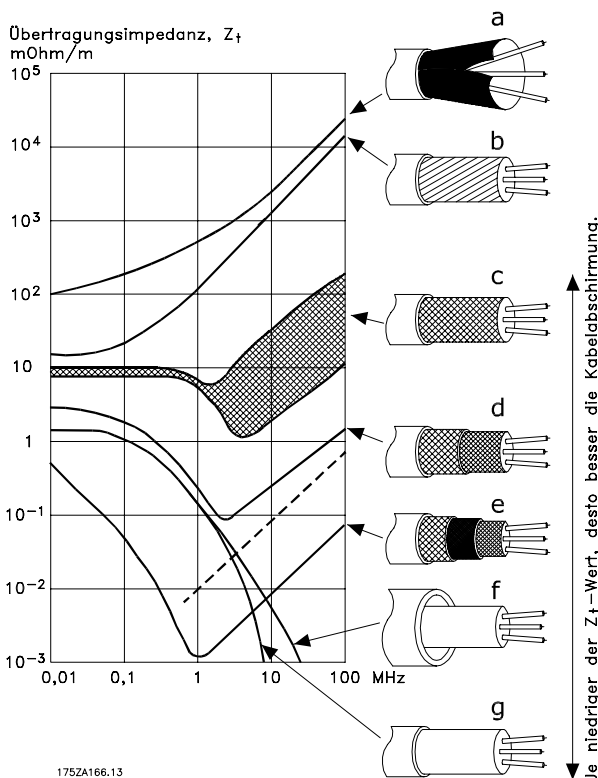 Übertragungsimpedanz, Zt
mOhm/m
10⁵
10⁴
10³
10²
10
1
10⁻¹
10⁻²
10⁻³
0,01 0,1 1 10 100 MHz
a
b
c
d
e
f
g
Je niedriger der Zt-Wert, desto besser die Kabelabschirmung.
175ZA166.13